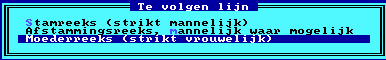 Te volgen lijn
Stamreeks (strikt mannelijk)
Afstammingsreeks, mannelijk waar mogelijk
Moederreeks (strikt vrouwelijk)